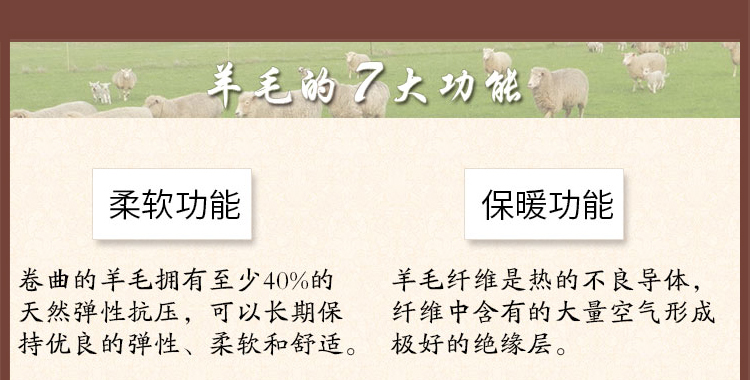 羊毛的7大功能
柔软功能
卷曲的羊毛拥有至少40%的
天然弹性抗压，可以长期保
持优良的弹性、柔软和舒适。
保暖功能
羊毛纤维是热的不良导体，
纤维中含有的大量空气形成
极好的绝缘层。